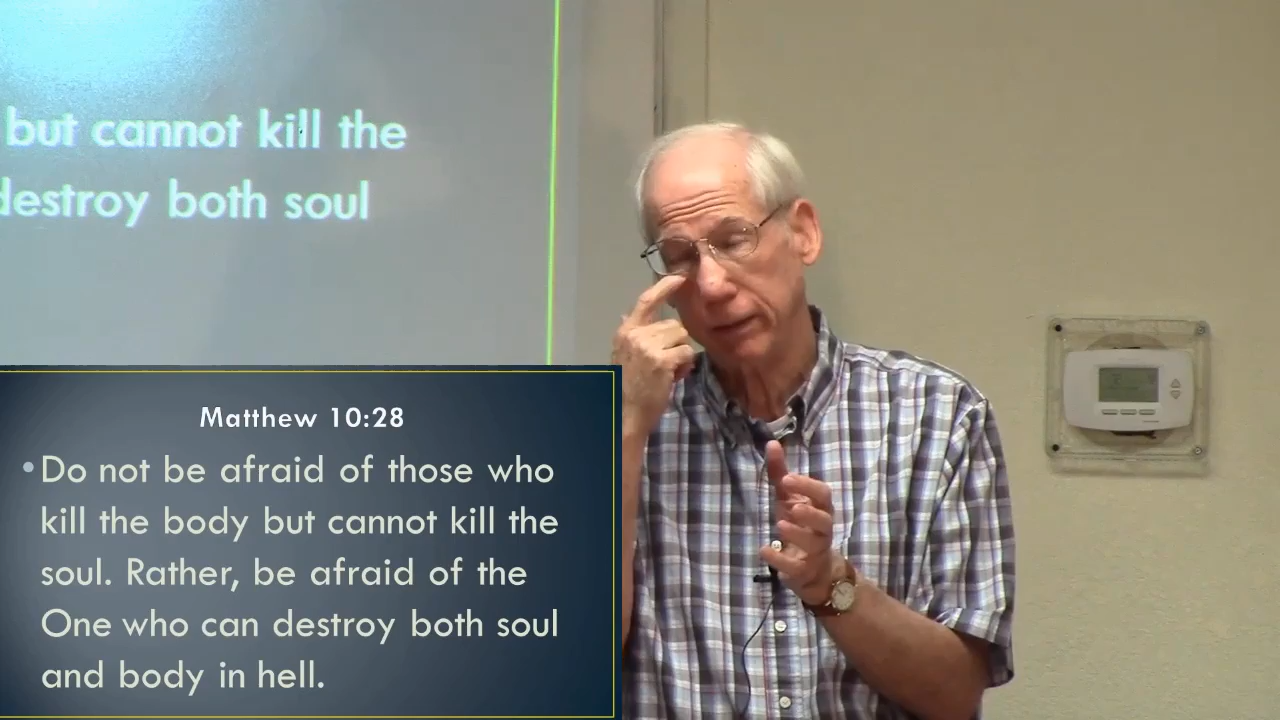 but cannot kill the
destroy both soul
Matthew 10:28
• Do not be afraid of those who
kill the body but cannot kill the
soul. Rather, be afraid of the
One who can destroy both soul
and body in hell.